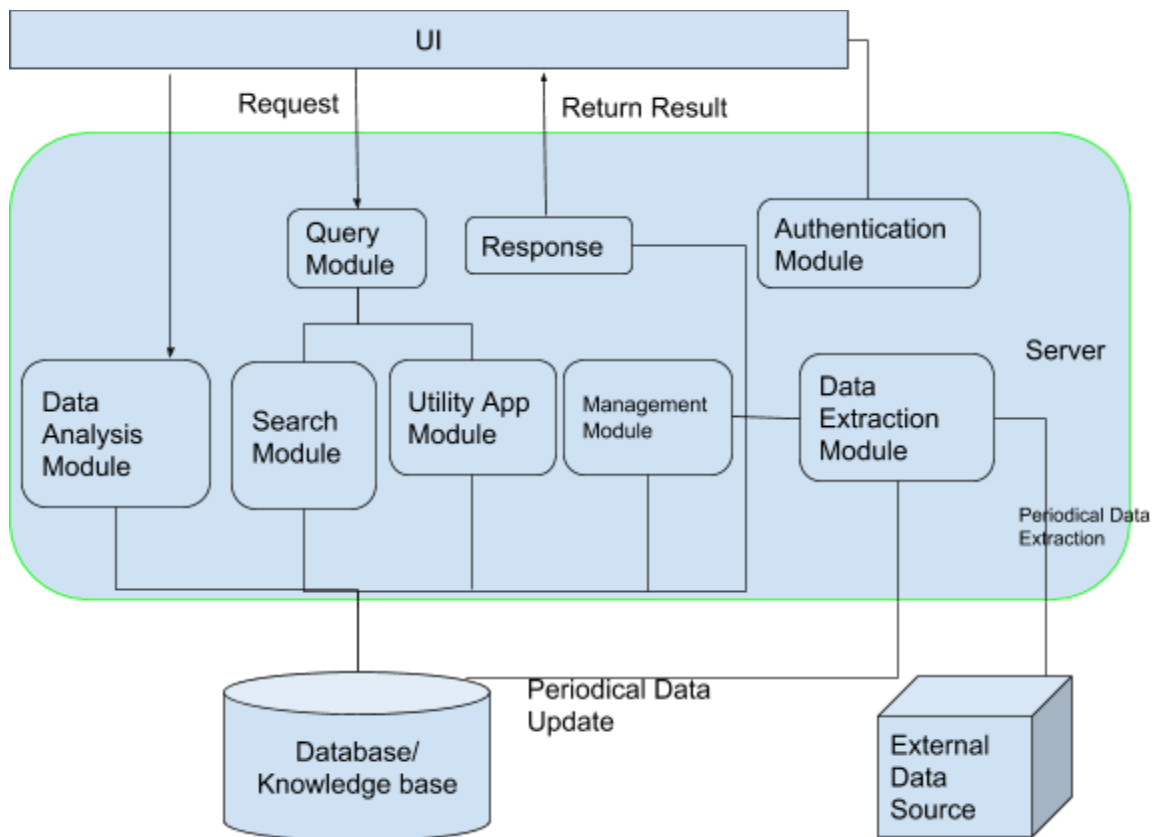 UI
Request
Return Result
Query
Module
Response
Authentication
Module
Server
Data
Analysis
Module
Search
Module
Utility App
Module
Management
Module
Data
Extraction
Module
Periodical Data
Extraction
Periodical Data
Update
Database/
Knowledge base
External
Data
Source